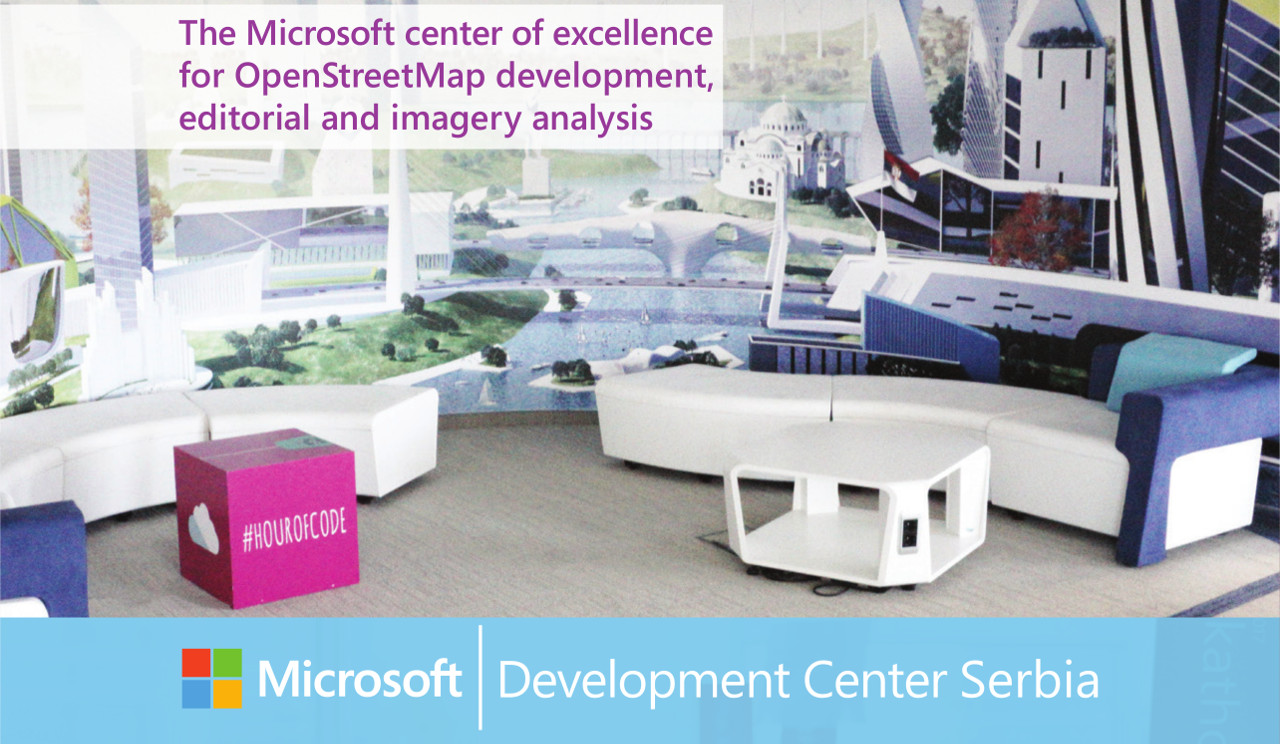 The Microsoft center of excellence
for OpenStreetMap development,
editorial and imagery analysis
#HOUROFCODE
Microsoft
Development Center Serbia